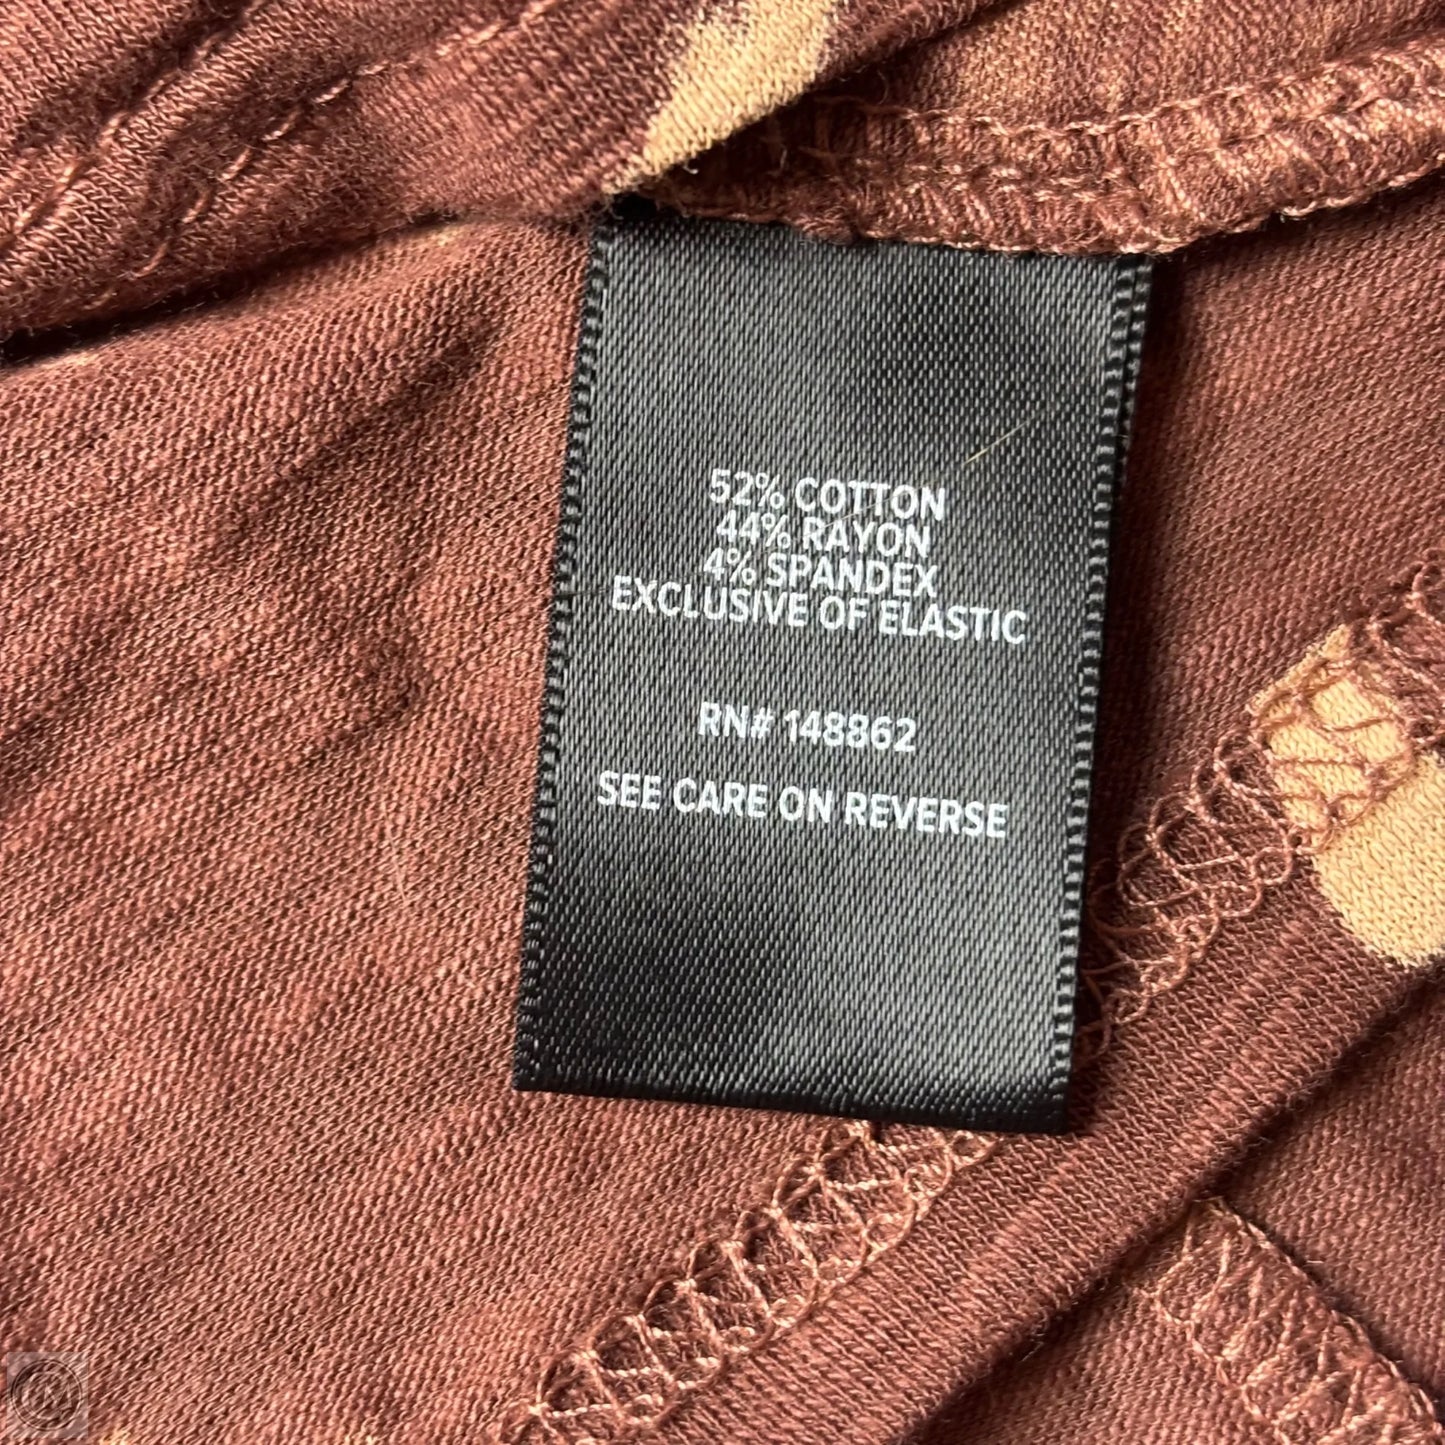 52% COTTON
44% RAYON
4% SPANDEX
EXCLUSIVE OF ELASTIC
RN# 148862
SEE CARE ON REVERSE